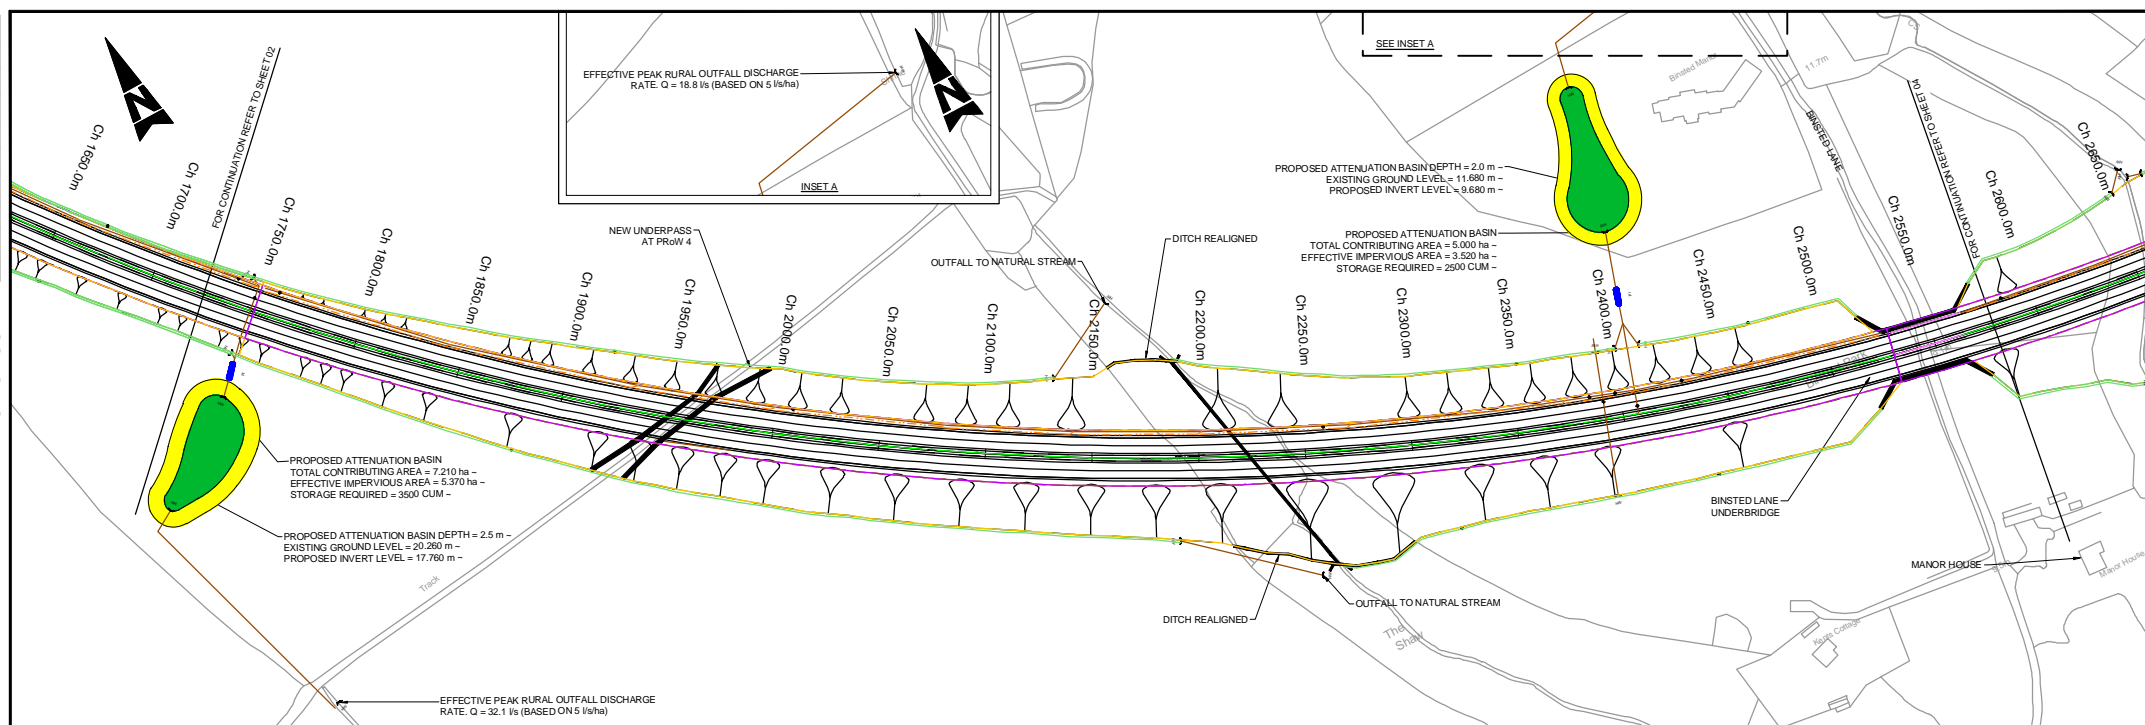 N
FOR CONTINUATION REFER TO SHEET 02
EFFECTIVE PEAK RURAL OUTFALL DISCHARGE
RATE. Q = 18.8 l/s (BASED ON 5 l/s/ha)
INSET A
N
SEE INSET A
Binsted Manor
11.7m
CS
BINSTED LANE
FOR CONTINUATION REFER TO SHEET 04
Ch 1650.0m
Ch 1700.0m
Ch 1750.0m
Ch 1800.0m
Ch 1850.0m
Ch 1900.0m
Ch 1950.0m
Ch 2000.0m
Ch 2050.0m
Ch 2100.0m
Ch 2150.0m
Ch 2200.0m
Ch 2250.0m
Ch 2300.0m
Ch 2350.0m
Ch 2400.0m
Ch 2450.0m
Ch 2500.0m
Ch 2550.0m
Ch 2600.0m
Ch 2650.0m
PROPOSED ATTENUATION BASIN DEPTH = 2.0 m ~
EXISTING GROUND LEVEL = 11.680 m ~
PROPOSED INVERT LEVEL = 9.680 m ~
NEW UNDERPASS
AT PRoW 4
OUTFALL TO NATURAL STREAM
DITCH REALIGNED
PROPOSED ATTENUATION BASIN
TOTAL CONTRIBUTING AREA = 5.000 ha ~
EFFECTIVE IMPERVIOUS AREA = 3.520 ha ~
STORAGE REQUIRED = 2500 CUM ~
Park
PROPOSED ATTENUATION BASIN
TOTAL CONTRIBUTING AREA = 7.210 ha ~
EFFECTIVE IMPERVIOUS AREA = 5.370 ha ~
STORAGE REQUIRED = 3500 CUM ~
PROPOSED ATTENUATION BASIN DEPTH = 2.5 m ~
EXISTING GROUND LEVEL = 20.260 m ~
PROPOSED INVERT LEVEL = 17.760 m ~
Track
BINSTED LANE
UNDERBRIDGE
MANOR HOUSE
Manor House
DITCH REALIGNED
OUTFALL TO NATURAL STREAM
The
Shaw
Kents Cottage
EFFECTIVE PEAK RURAL OUTFALL DISCHARGE
RATE. Q = 32.1 l/s (BASED ON 5 l/s/ha)